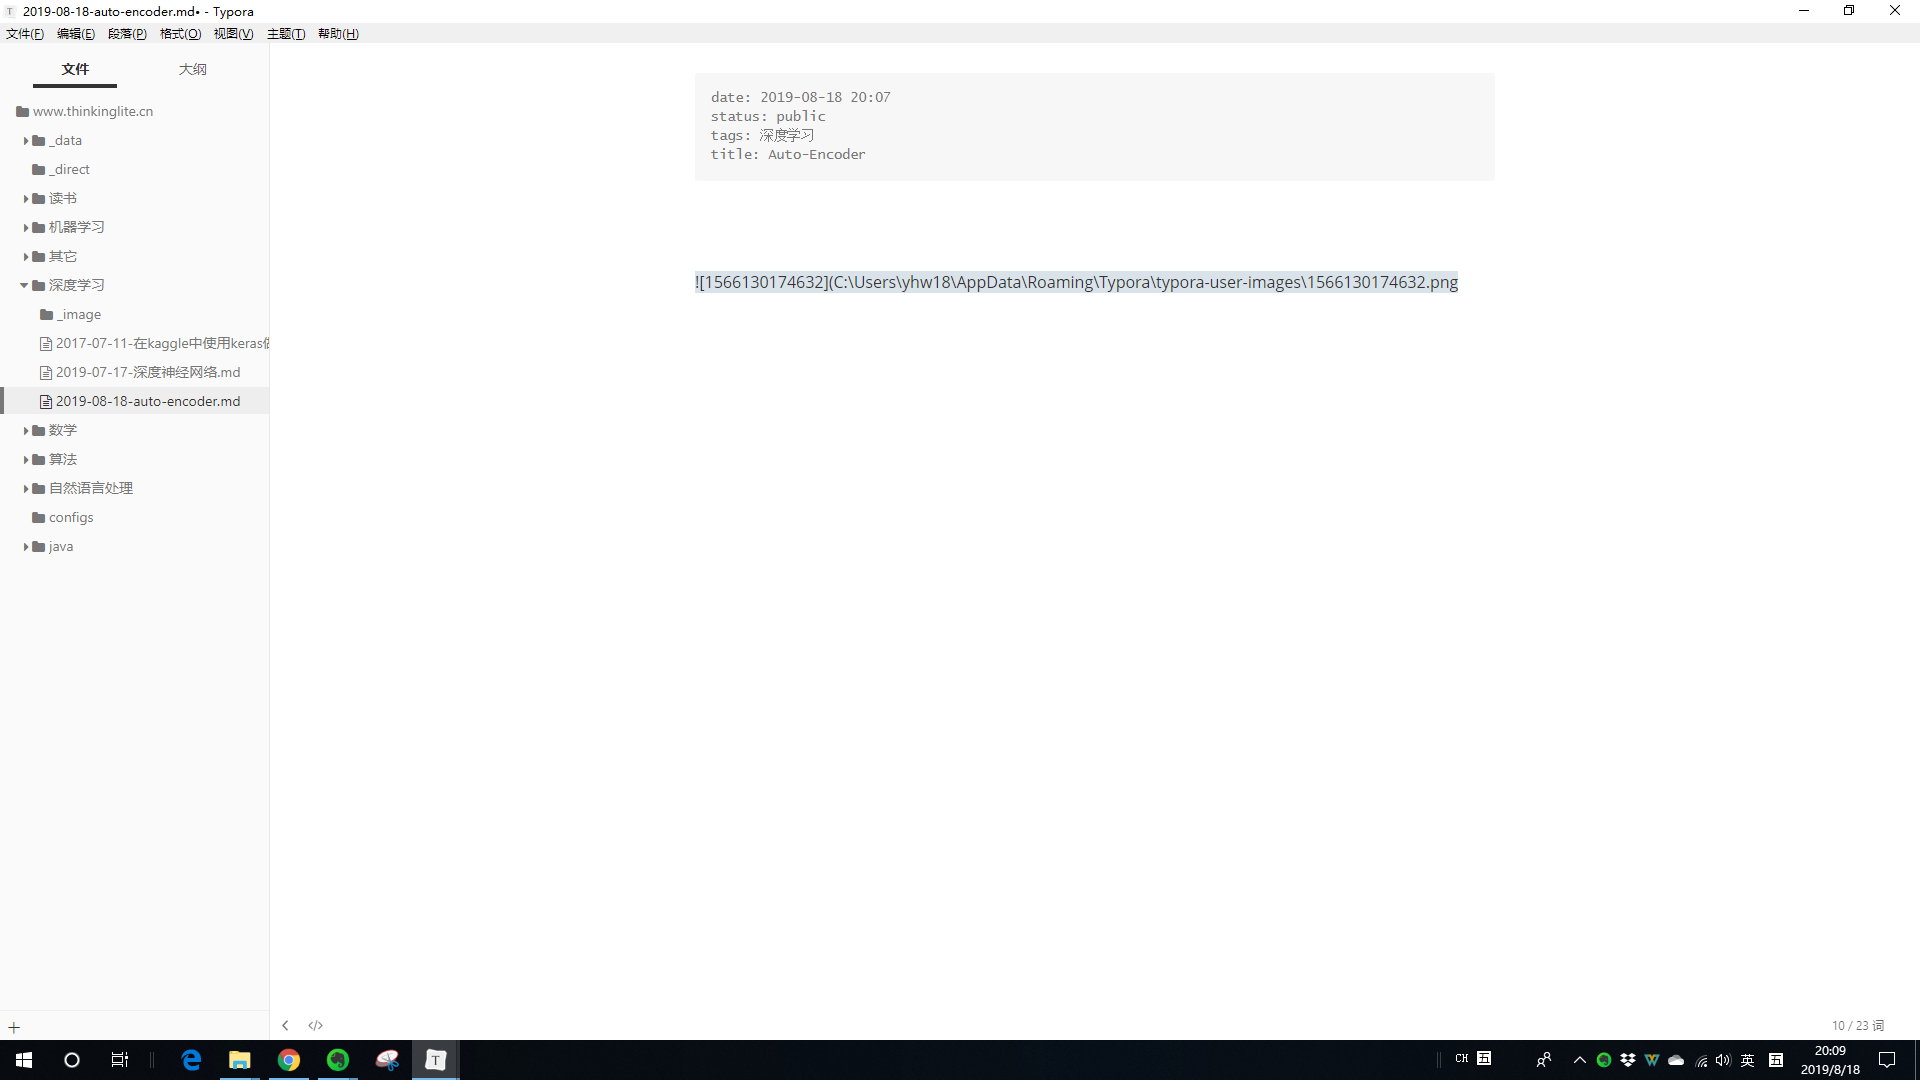 2019-08-18-auto-encoder.md• - Typora
文件(F) 编辑(E) 段落(P) 格式(O) 视图(V) 主题(T) 帮助(H)
文件 大纲
www.thinkinglite.cn
_data
_direct
读书
机器学习
其它
深度学习
_image
2017-07-11-在kaggle中使用keras
2019-07-17-深度神经网络.md
2019-08-18-auto-encoder.md
数学
算法
自然语言处理
configs
java
date: 2019-08-18 20:07
status: public
tags: 深度学习
title: Auto-Encoder
![1566130174632](C:\Users\yhw18\AppData\Roaming\Typora\typora-user-images\1566130174632.png
10 / 23 词
CH 五
英 五
20:09
2019/8/18